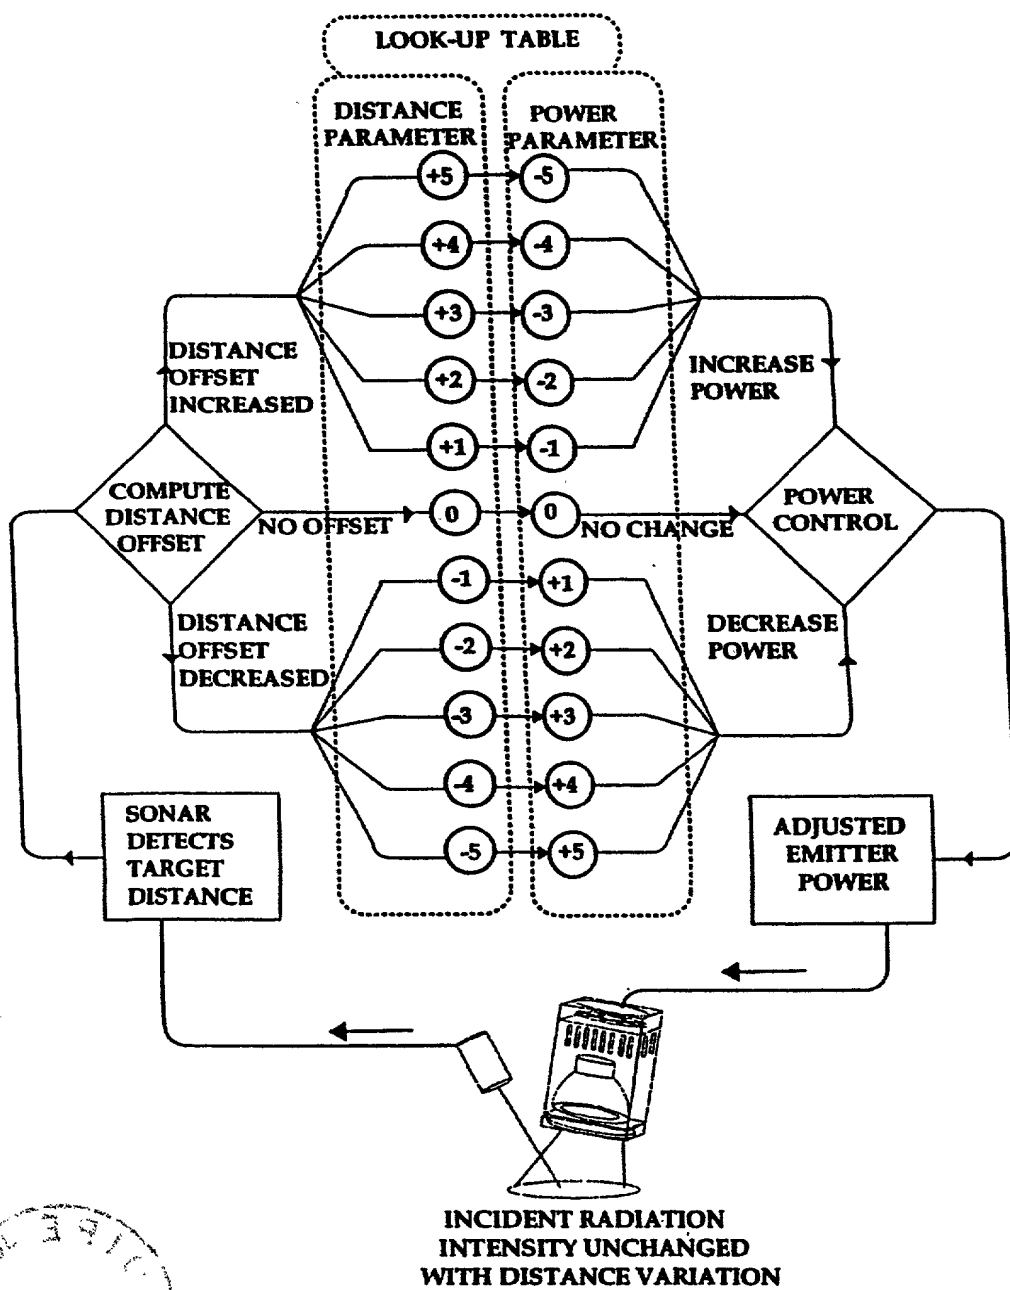 LOOK-UP TABLE
DISTANCE
PARAMETER
POWER
PARAMETER
+5
-5
+4
-4
+3
-3
+2
-2
+1
-1
0
0
-1
+1
-2
+2
-3
+3
-4
+4
-5
+5
DISTANCE
OFFSET
INCREASED
INCREASE
POWER
COMPUTE
DISTANCE
OFFSET
NO OFFSET
NO CHANGE
POWER
CONTROL
DISTANCE
OFFSET
DECREASED
DECREASE
POWER
SONAR
DETECTS
TARGET
DISTANCE
ADJUSTED
EMITTER
POWER
INCIDENT RADIATION
INTENSITY UNCHANGED
WITH DISTANCE VARIATION